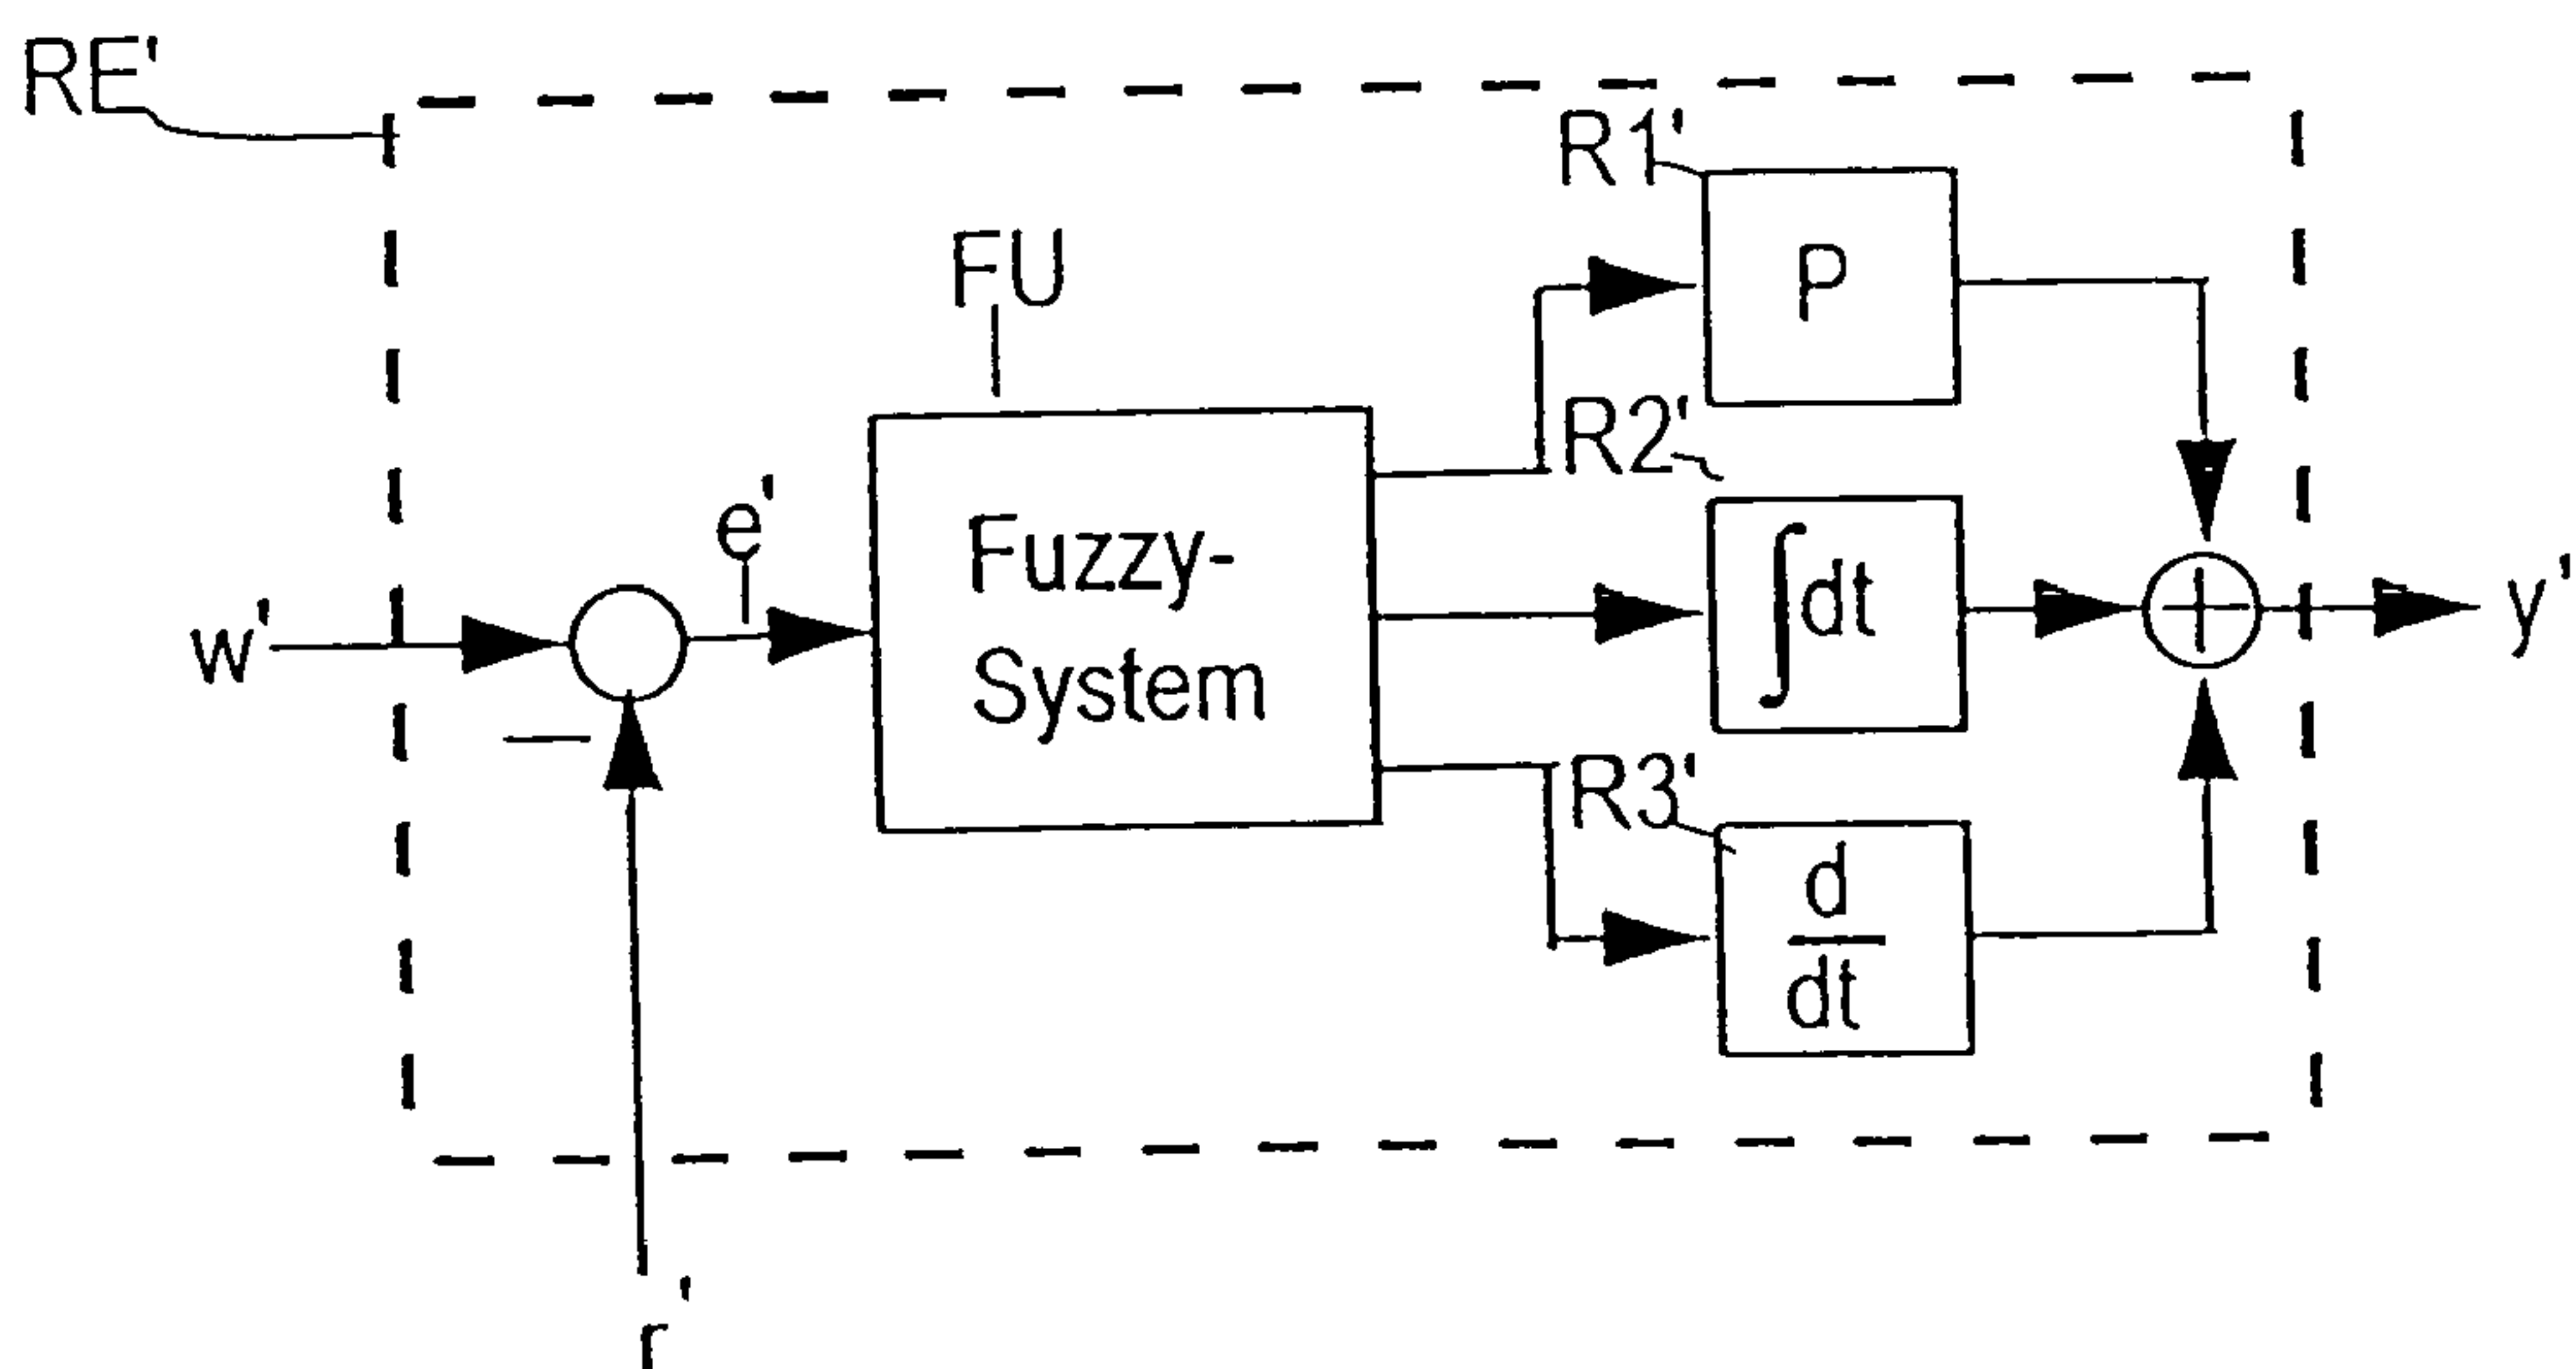 RE'
R1'
P
FU
R2'
e'
Fuzzy-
System
∫dt
w'
y'
−
R3'
d
dt
+
r'